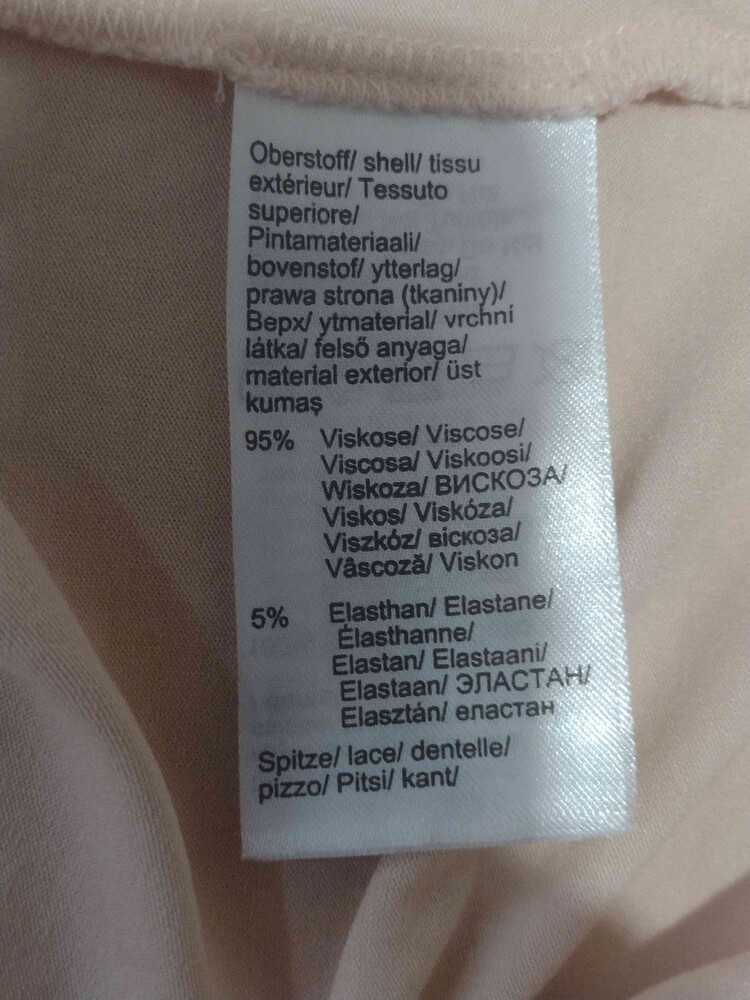 Oberstoff/ shell/ tissu
extérieur/ Tessuto
superiore/
Pintamateriaali/
bovenstof/ ytterlag/
prawa strona (tkaniny)/
Верх/ ytmaterial/ vrchní
látka/ felső anyaga/
material exterior/ üst
kumaş
95% Viskose/ Viscose/
Viscosa/ Viskoosi/
Wiskoza/ ВИСКОЗА/
Viskos/ Viskóza/
Viszkóz/ віскоза/
Vâscoză/ Viskon
5% Elasthan/ Elastane/
Élasthanne/
Elastan/ Elastaani/
Elastaan/ ЭЛАСТАН/
Elasztán/ еластан
Spitze/ lace/ dentelle/
pizzo/ Pitsi/ kant/